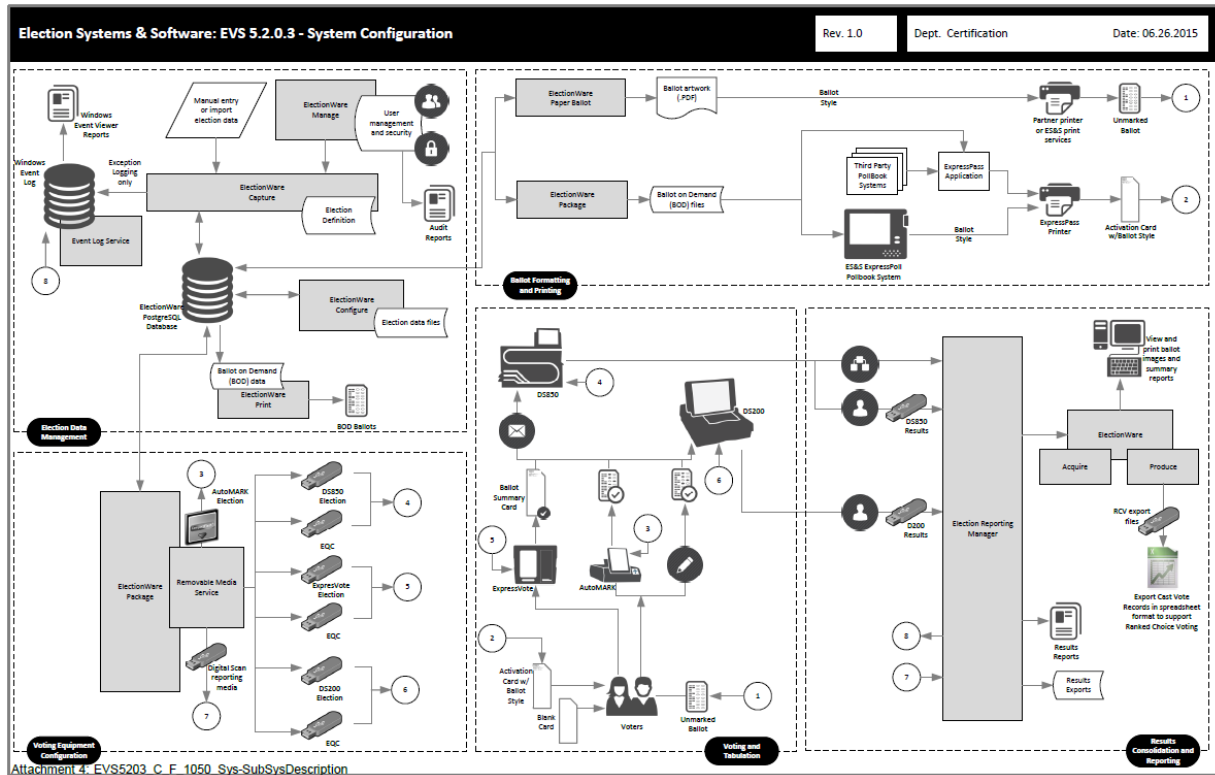 Election Systems & Software: EVS 5.2.0.3 - System Configuration
Rev. 1.0
Dept. Certification
Date: 06.26.2015
Windows
Event Viewer
Reports
Manual entry
or import
election data
ElectionWare
Manage
User
management
and security
Windows
Event
Log
Exception
Logging
only
ElectionWare
Capture
Election
Definition
Audit
Reports
Event Log Service
8
ElectionWare
PostgreSQL
Database
ElectionWare
Configure
Election data files
Ballot on Demand
(BOD) data
ElectionWare
Print
BOD Ballots
Election Data
Management
ElectionWare
Paper Ballot
Ballot artwork
(.PDF)
Ballot
Style
Partner printer
or ES&S print
services
Unmarked
Ballot
1
ElectionWare
Package
Ballot on Demand
(BOD) files
Third Party
PollBook
Systems
ExpressPass
Application
ES&S ExpressPoll
Pollbook System
Ballot
Style
ExpressPass
Printer
Activation Card
w/Ballot Style
2
Ballot Formatting
and Printing
3
AutoMARK
Election
ElectionWare
Package
Removable Media
Service
Digital Scan
reporting
media
7
DS850
Election
EQC
4
ExpresVote
Election
EQC
5
DS200
Election
EQC
6
Voting Equipment
Configuration
DS850
4
DS200
6
Ballot
Summary
Card
5
ExpressVote
3
AutoMARK
2
Activation
Card w/
Ballot
Style
Blank
Card
Voters
Unmarked
Ballot
1
Voting and
Tabulation
DS850
Results
D200
Results
Election Reporting
Manager
View and
print ballot
images and
summary
reports
ElectionWare
Acquire
Produce
RCV export
files
Export Cast Vote
Records in spreadsheet
format to support
Ranked Choice Voting
8
7
Results
Reports
Results
Exports
Results
Consolidation and
Reporting
Attachment 4: EVS5203_C_F_1050_Sys-SubSysDescription